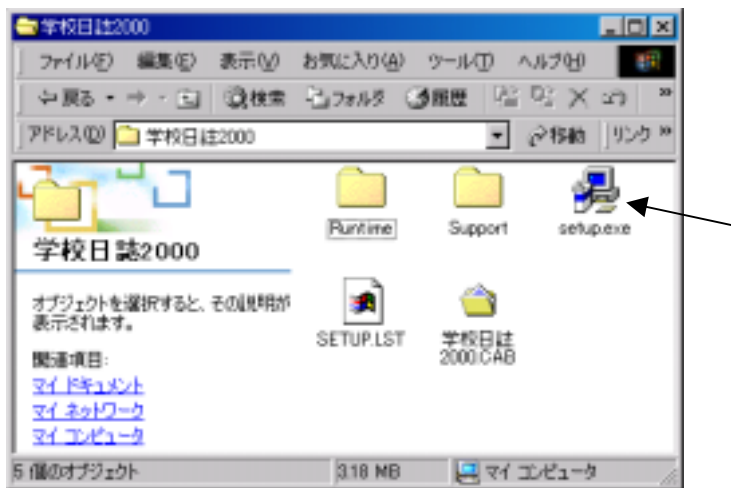 学校日誌2000
ファイル(F) 編集(E) 表示(V) お気に入り(A) ツール(T) ヘルプ(H)
戻る 検索 フォルダ 履歴 »
アドレス(D) 学校日誌2000 移動 リンク »
学校日誌2000
オブジェクトを選択すると、その説明が
表示されます。
関連項目:
マイ ドキュメント
マイ ネットワーク
マイ コンピュータ
Runtime Support setup.exe
SETUP.LST 学校日誌
2000.CAB
5 個のオブジェクト 3.18 MB マイ コンピュータ